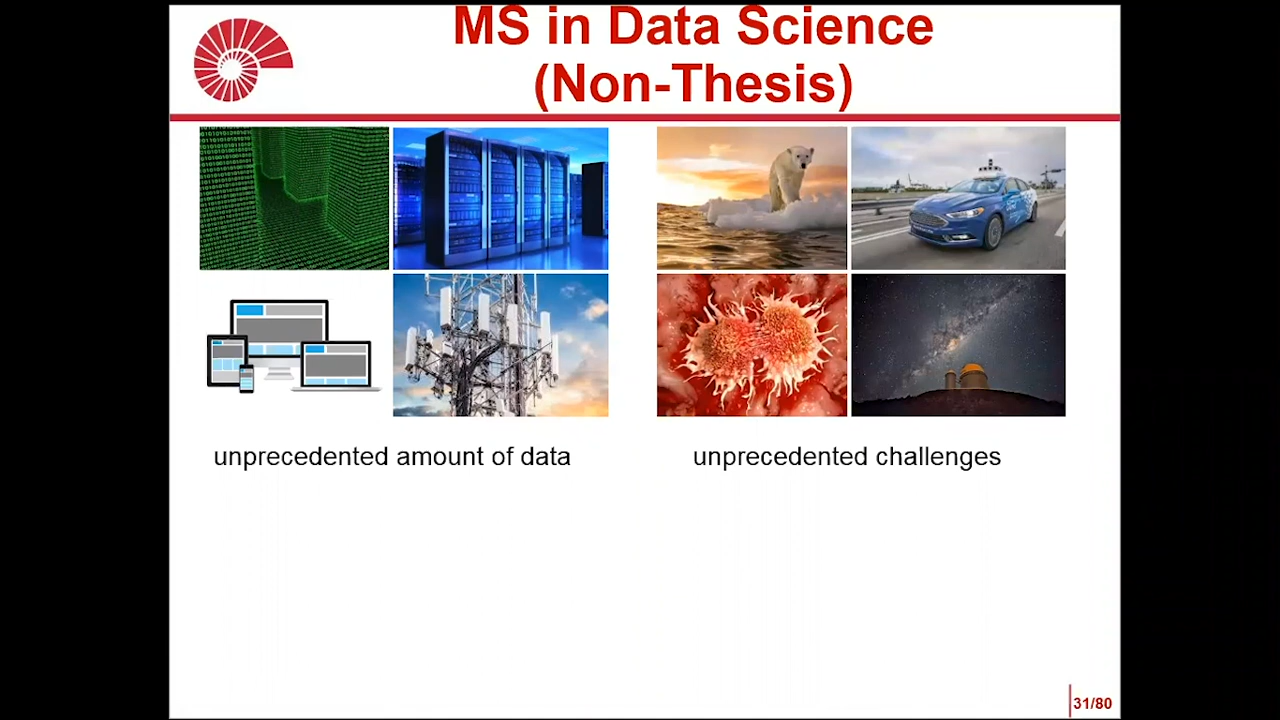 MS in Data Science
(Non-Thesis)
unprecedented amount of data
unprecedented challenges
31/80